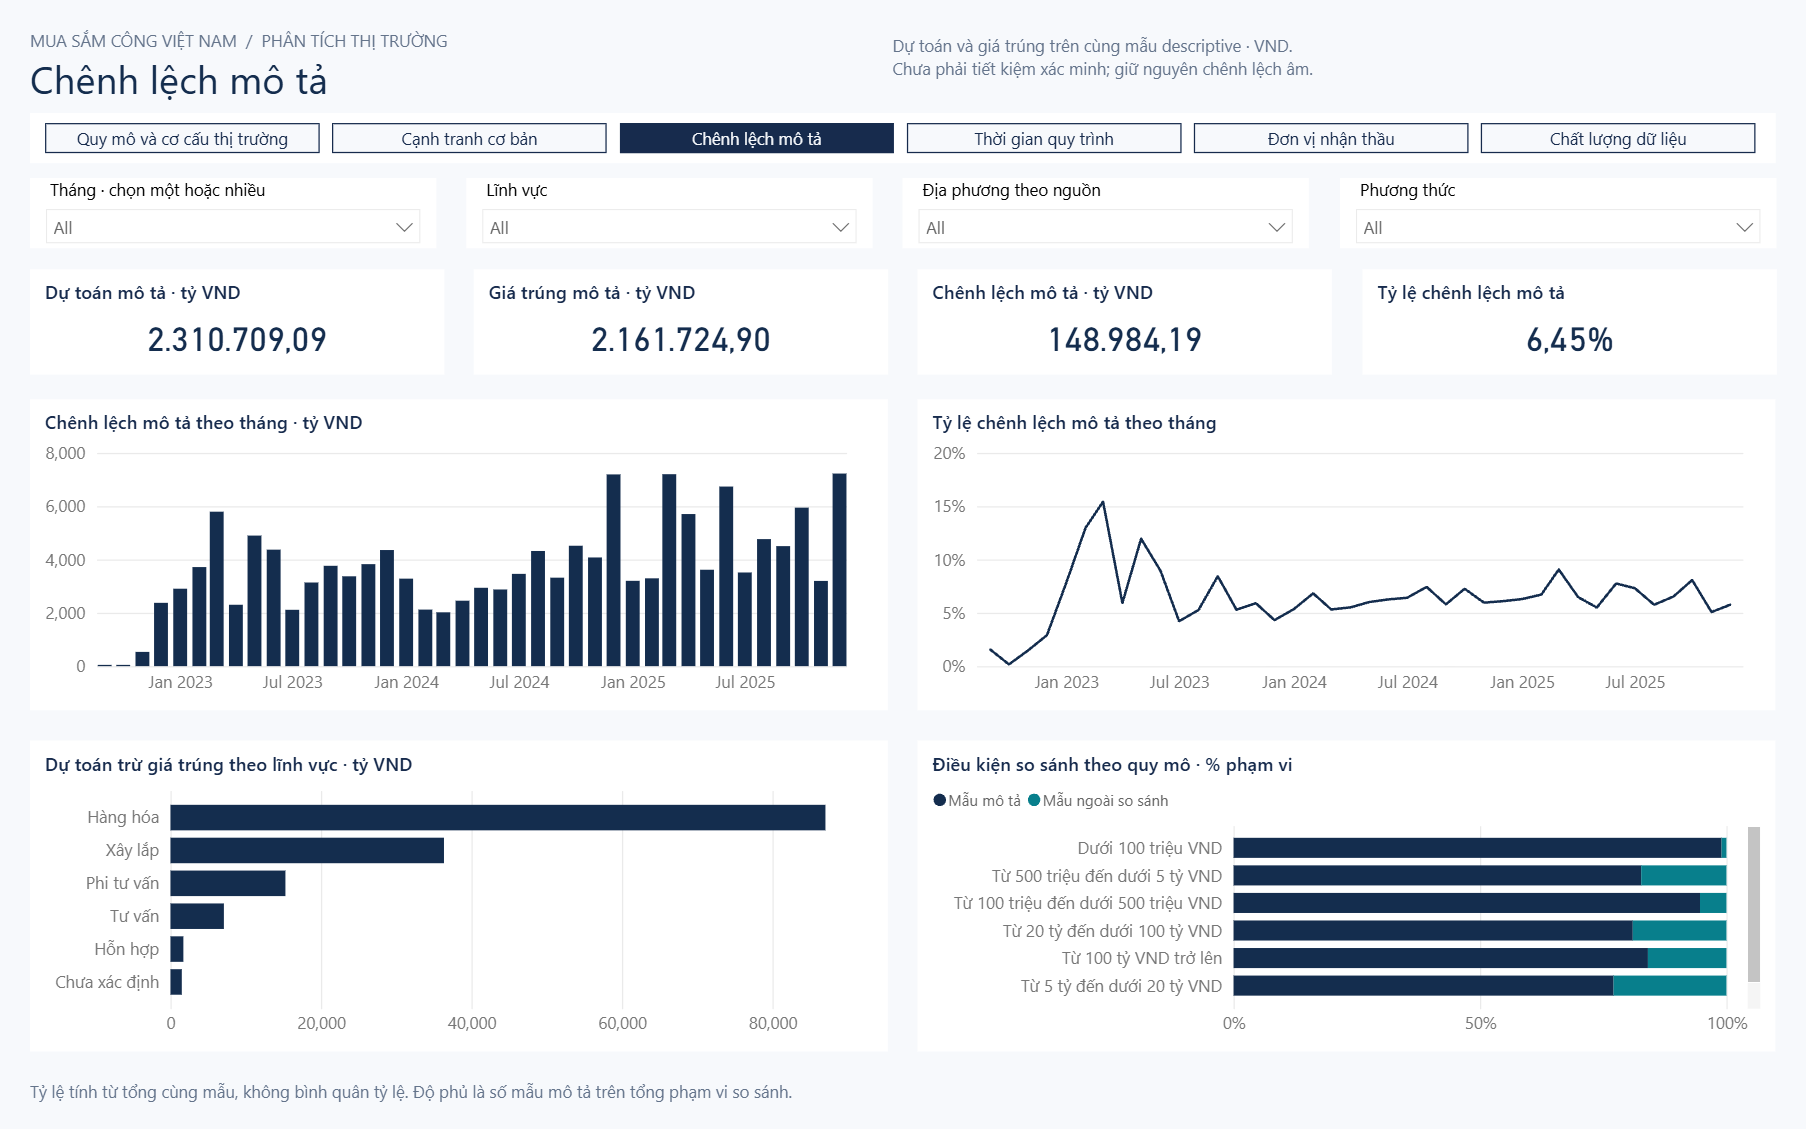 MUA SẮM CÔNG VIỆT NAM / PHÂN TÍCH THỊ TRƯỜNG
Chênh lệch mô tả
Dự toán và giá trúng trên cùng mẫu descriptive · VND.
Chưa phải tiết kiệm xác minh; giữ nguyên chênh lệch âm.
Quy mô và cơ cấu thị trường
Cạnh tranh cơ bản
Chênh lệch mô tả
Thời gian quy trình
Đơn vị nhận thầu
Chất lượng dữ liệu
Tháng · chọn một hoặc nhiều
All
Lĩnh vực
All
Địa phương theo nguồn
All
Phương thức
All
Dự toán mô tả · tỷ VND
2.310.709,09
Giá trúng mô tả · tỷ VND
2.161.724,90
Chênh lệch mô tả · tỷ VND
148.984,19
Tỷ lệ chênh lệch mô tả
6,45%
Chênh lệch mô tả theo tháng · tỷ VND
8,000
6,000
4,000
2,000
0
Jan 2023
Jul 2023
Jan 2024
Jul 2024
Jan 2025
Jul 2025
Tỷ lệ chênh lệch mô tả theo tháng
20%
15%
10%
5%
0%
Jan 2023
Jul 2023
Jan 2024
Jul 2024
Jan 2025
Jul 2025
Dự toán trừ giá trúng theo lĩnh vực · tỷ VND
Hàng hóa
Xây lắp
Phi tư vấn
Tư vấn
Hỗn hợp
Chưa xác định
0
20,000
40,000
60,000
80,000
Điều kiện so sánh theo quy mô · % phạm vi
Mẫu mô tả
Mẫu ngoài so sánh
Dưới 100 triệu VND
Từ 500 triệu đến dưới 5 tỷ VND
Từ 100 triệu đến dưới 500 triệu VND
Từ 20 tỷ đến dưới 100 tỷ VND
Từ 100 tỷ VND trở lên
Từ 5 tỷ đến dưới 20 tỷ VND
0%
50%
100%
Tỷ lệ tính từ tổng cùng mẫu, không bình quân tỷ lệ. Độ phủ là số mẫu mô tả trên tổng phạm vi so sánh.